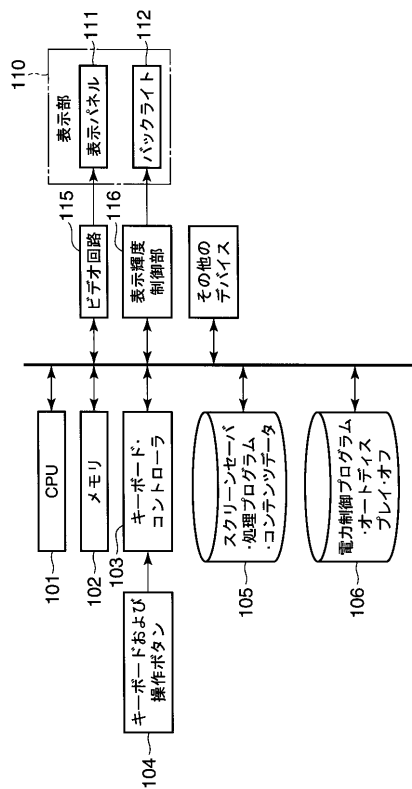 110
表示部
表示パネル
111
バックライト
112
ビデオ回路
115
表示輝度
制御部
116
その他の
デバイス
CPU
101
メモリ
102
キーボード・
コントローラ
103
キーボードおよび
操作ボタン
104
スクリーンセーバ
・処理プログラム
・コンテンツデータ
105
電力制御プログラム
・オートディス
プレイ・オフ
106